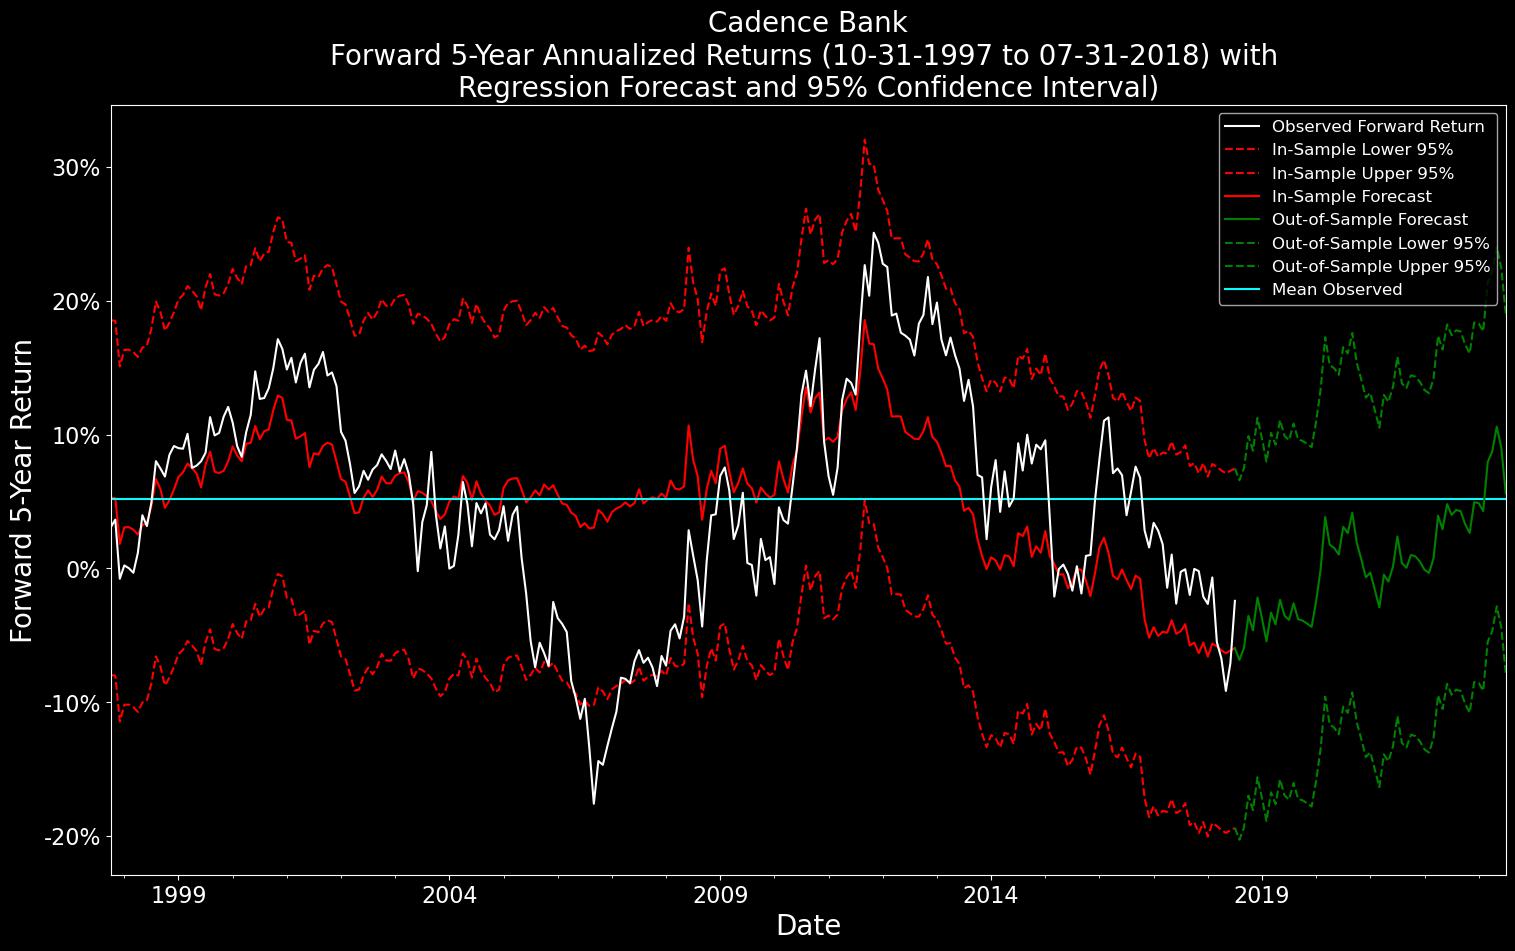 Cadence Bank
Forward 5-Year Annualized Returns (10-31-1997 to 07-31-2018) with
Regression Forecast and 95% Confidence Interval)
Observed Forward Return
In-Sample Lower 95%
In-Sample Upper 95%
In-Sample Forecast
Out-of-Sample Forecast
Out-of-Sample Lower 95%
Out-of-Sample Upper 95%
Mean Observed
Forward 5-Year Return
30%
20%
10%
0%
-10%
-20%
1999
2004
2009
2014
2019
Date